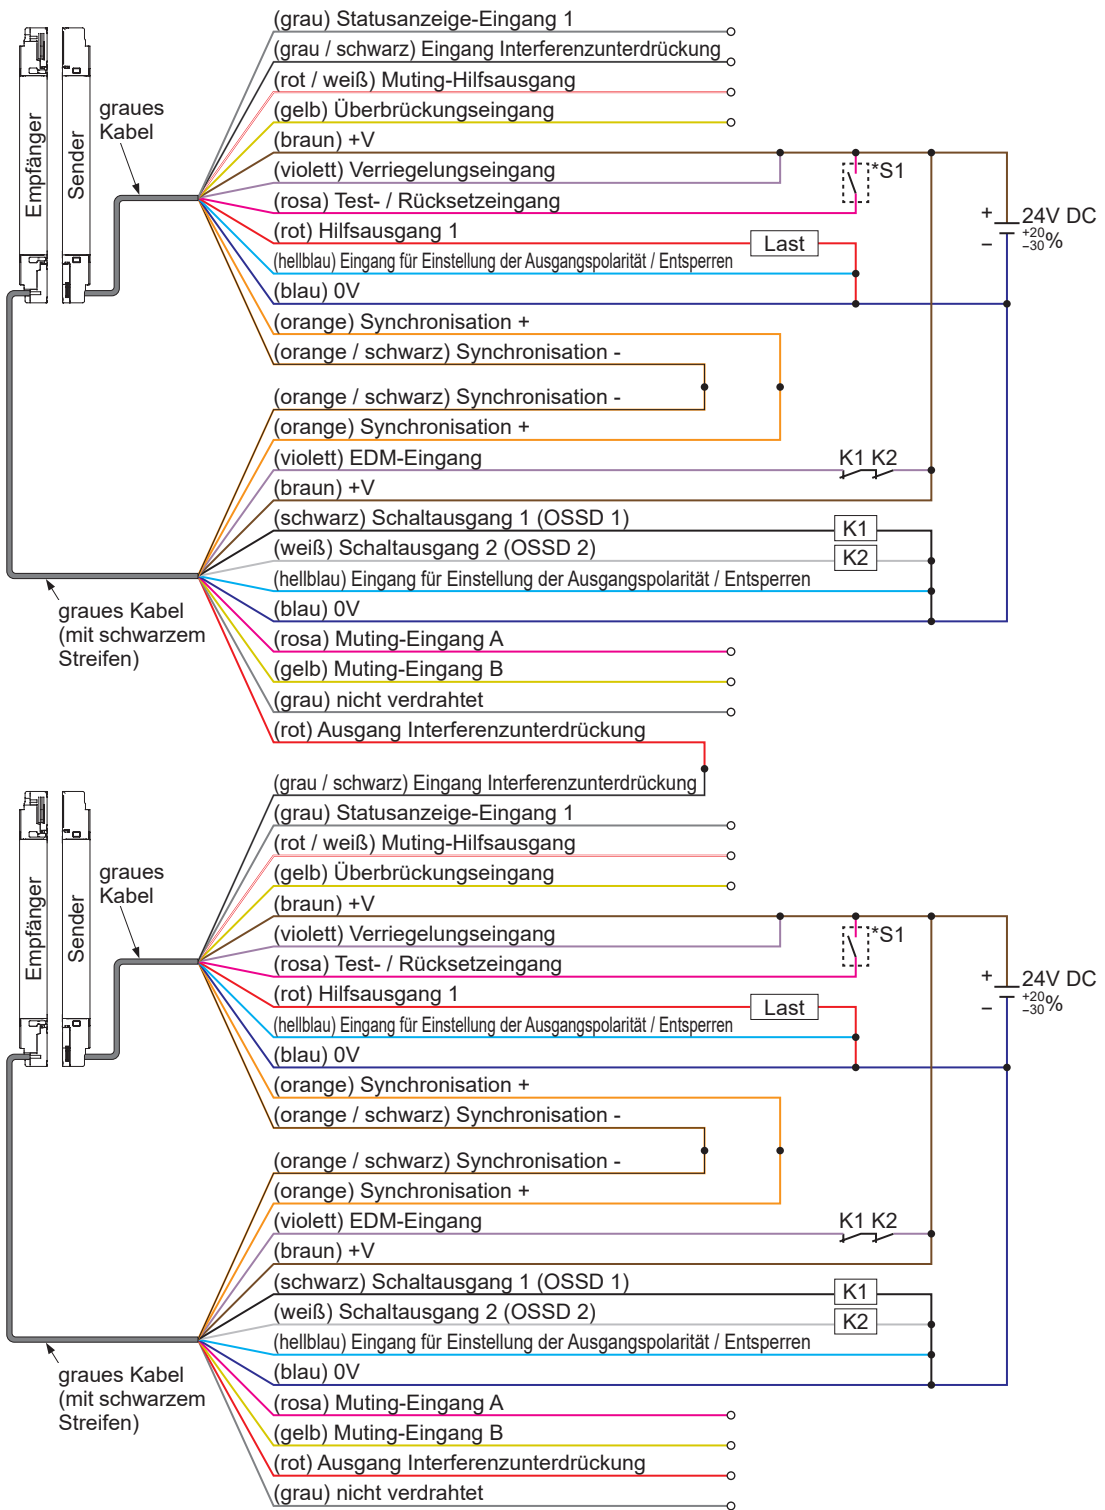 (grau) Statusanzeige-Eingang 1
(grau / schwarz) Eingang Interferenzunterdrückung
(rot / weiß) Muting-Hilfsausgang
(gelb) Überbrückungseingang
(braun) +V
(violett) Verriegelungseingang
(rosa) Test- / Rücksetzeingang
(rot) Hilfsausgang 1
(hellblau) Eingang für Einstellung der Ausgangspolarität / Entsperren
(blau) 0V
(orange) Synchronisation +
(orange / schwarz) Synchronisation -
Empfänger
Sender
graues
Kabel
*S1
Last
+
−
24V DC
+20
−30 %
(orange / schwarz) Synchronisation -
(orange) Synchronisation +
(violett) EDM-Eingang
K1 K2
(braun) +V
(schwarz) Schaltausgang 1 (OSSD 1)
K1
(weiß) Schaltausgang 2 (OSSD 2)
K2
(hellblau) Eingang für Einstellung der Ausgangspolarität / Entsperren
(blau) 0V
(rosa) Muting-Eingang A
(gelb) Muting-Eingang B
(grau) nicht verdrahtet
(rot) Ausgang Interferenzunterdrückung
graues Kabel
(mit schwarzem
Streifen)
(grau / schwarz) Eingang Interferenzunterdrückung
(grau) Statusanzeige-Eingang 1
(rot / weiß) Muting-Hilfsausgang
(gelb) Überbrückungseingang
(braun) +V
(violett) Verriegelungseingang
(rosa) Test- / Rücksetzeingang
(rot) Hilfsausgang 1
(hellblau) Eingang für Einstellung der Ausgangspolarität / Entsperren
(blau) 0V
(orange) Synchronisation +
(orange / schwarz) Synchronisation -
Empfänger
Sender
graues
Kabel
*S1
Last
+
−
24V DC
+20
−30 %
(orange / schwarz) Synchronisation -
(orange) Synchronisation +
(violett) EDM-Eingang
K1 K2
(braun) +V
(schwarz) Schaltausgang 1 (OSSD 1)
K1
(weiß) Schaltausgang 2 (OSSD 2)
K2
(hellblau) Eingang für Einstellung der Ausgangspolarität / Entsperren
(blau) 0V
(rosa) Muting-Eingang A
(gelb) Muting-Eingang B
(rot) Ausgang Interferenzunterdrückung
(grau) nicht verdrahtet
graues Kabel
(mit schwarzem
Streifen)